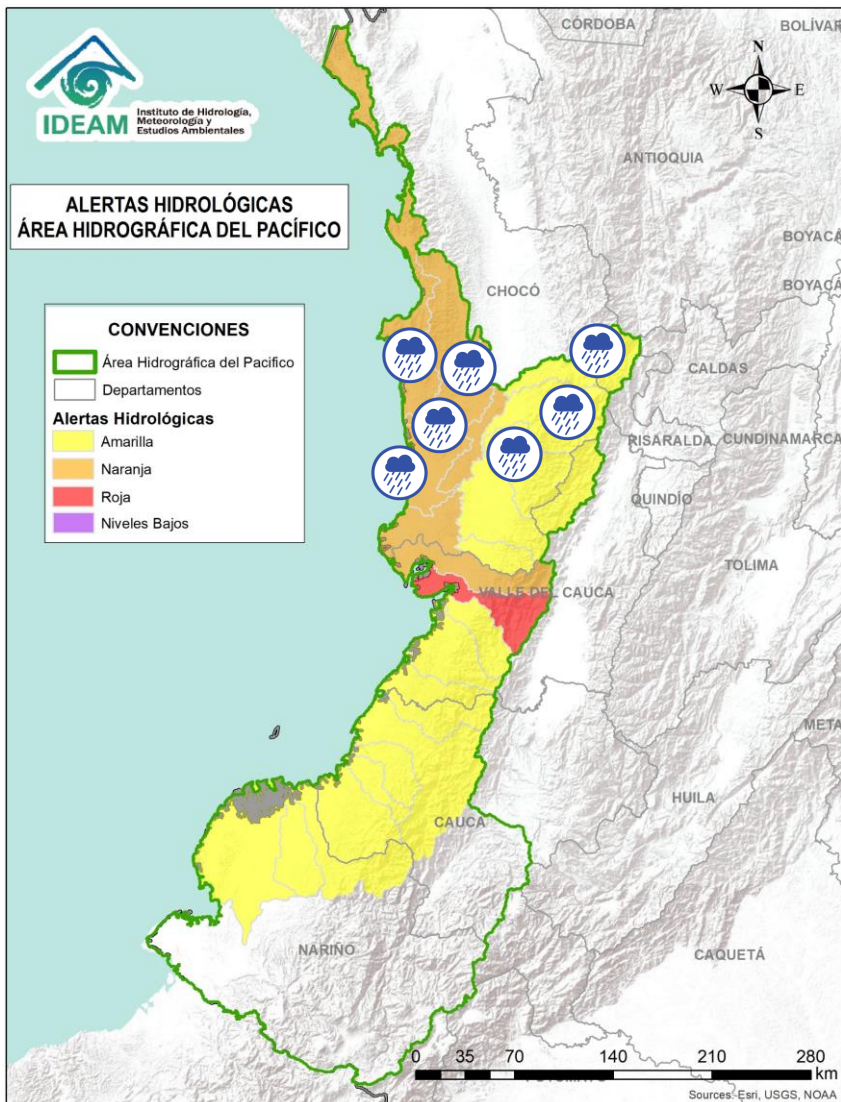 CÓRDOBA
BOLÍVAR
IDEAM
Instituto de Hidrología,
Meteorología y
Estudios Ambientales
N
W E
S
ANTIOQUIA
ALERTAS HIDROLÓGICAS
ÁREA HIDROGRÁFICA DEL PACÍFICO
BOYACÁ
BOYACÁ
CHOCÓ
CONVENCIONES
Área Hidrográfica del Pacifico
Departamentos
Alertas Hidrológicas
Amarilla
Naranja
Roja
Niveles Bajos
CALDAS
RISARALDA
CUNDINAMARCA
QUINDÍO
TOLIMA
VALLE DEL CAUCA
META
HUILA
CAUCA
NARIÑO
CAQUETÁ
0 35 70 140 210 280
km
Sources: Esri, USGS, NOAA